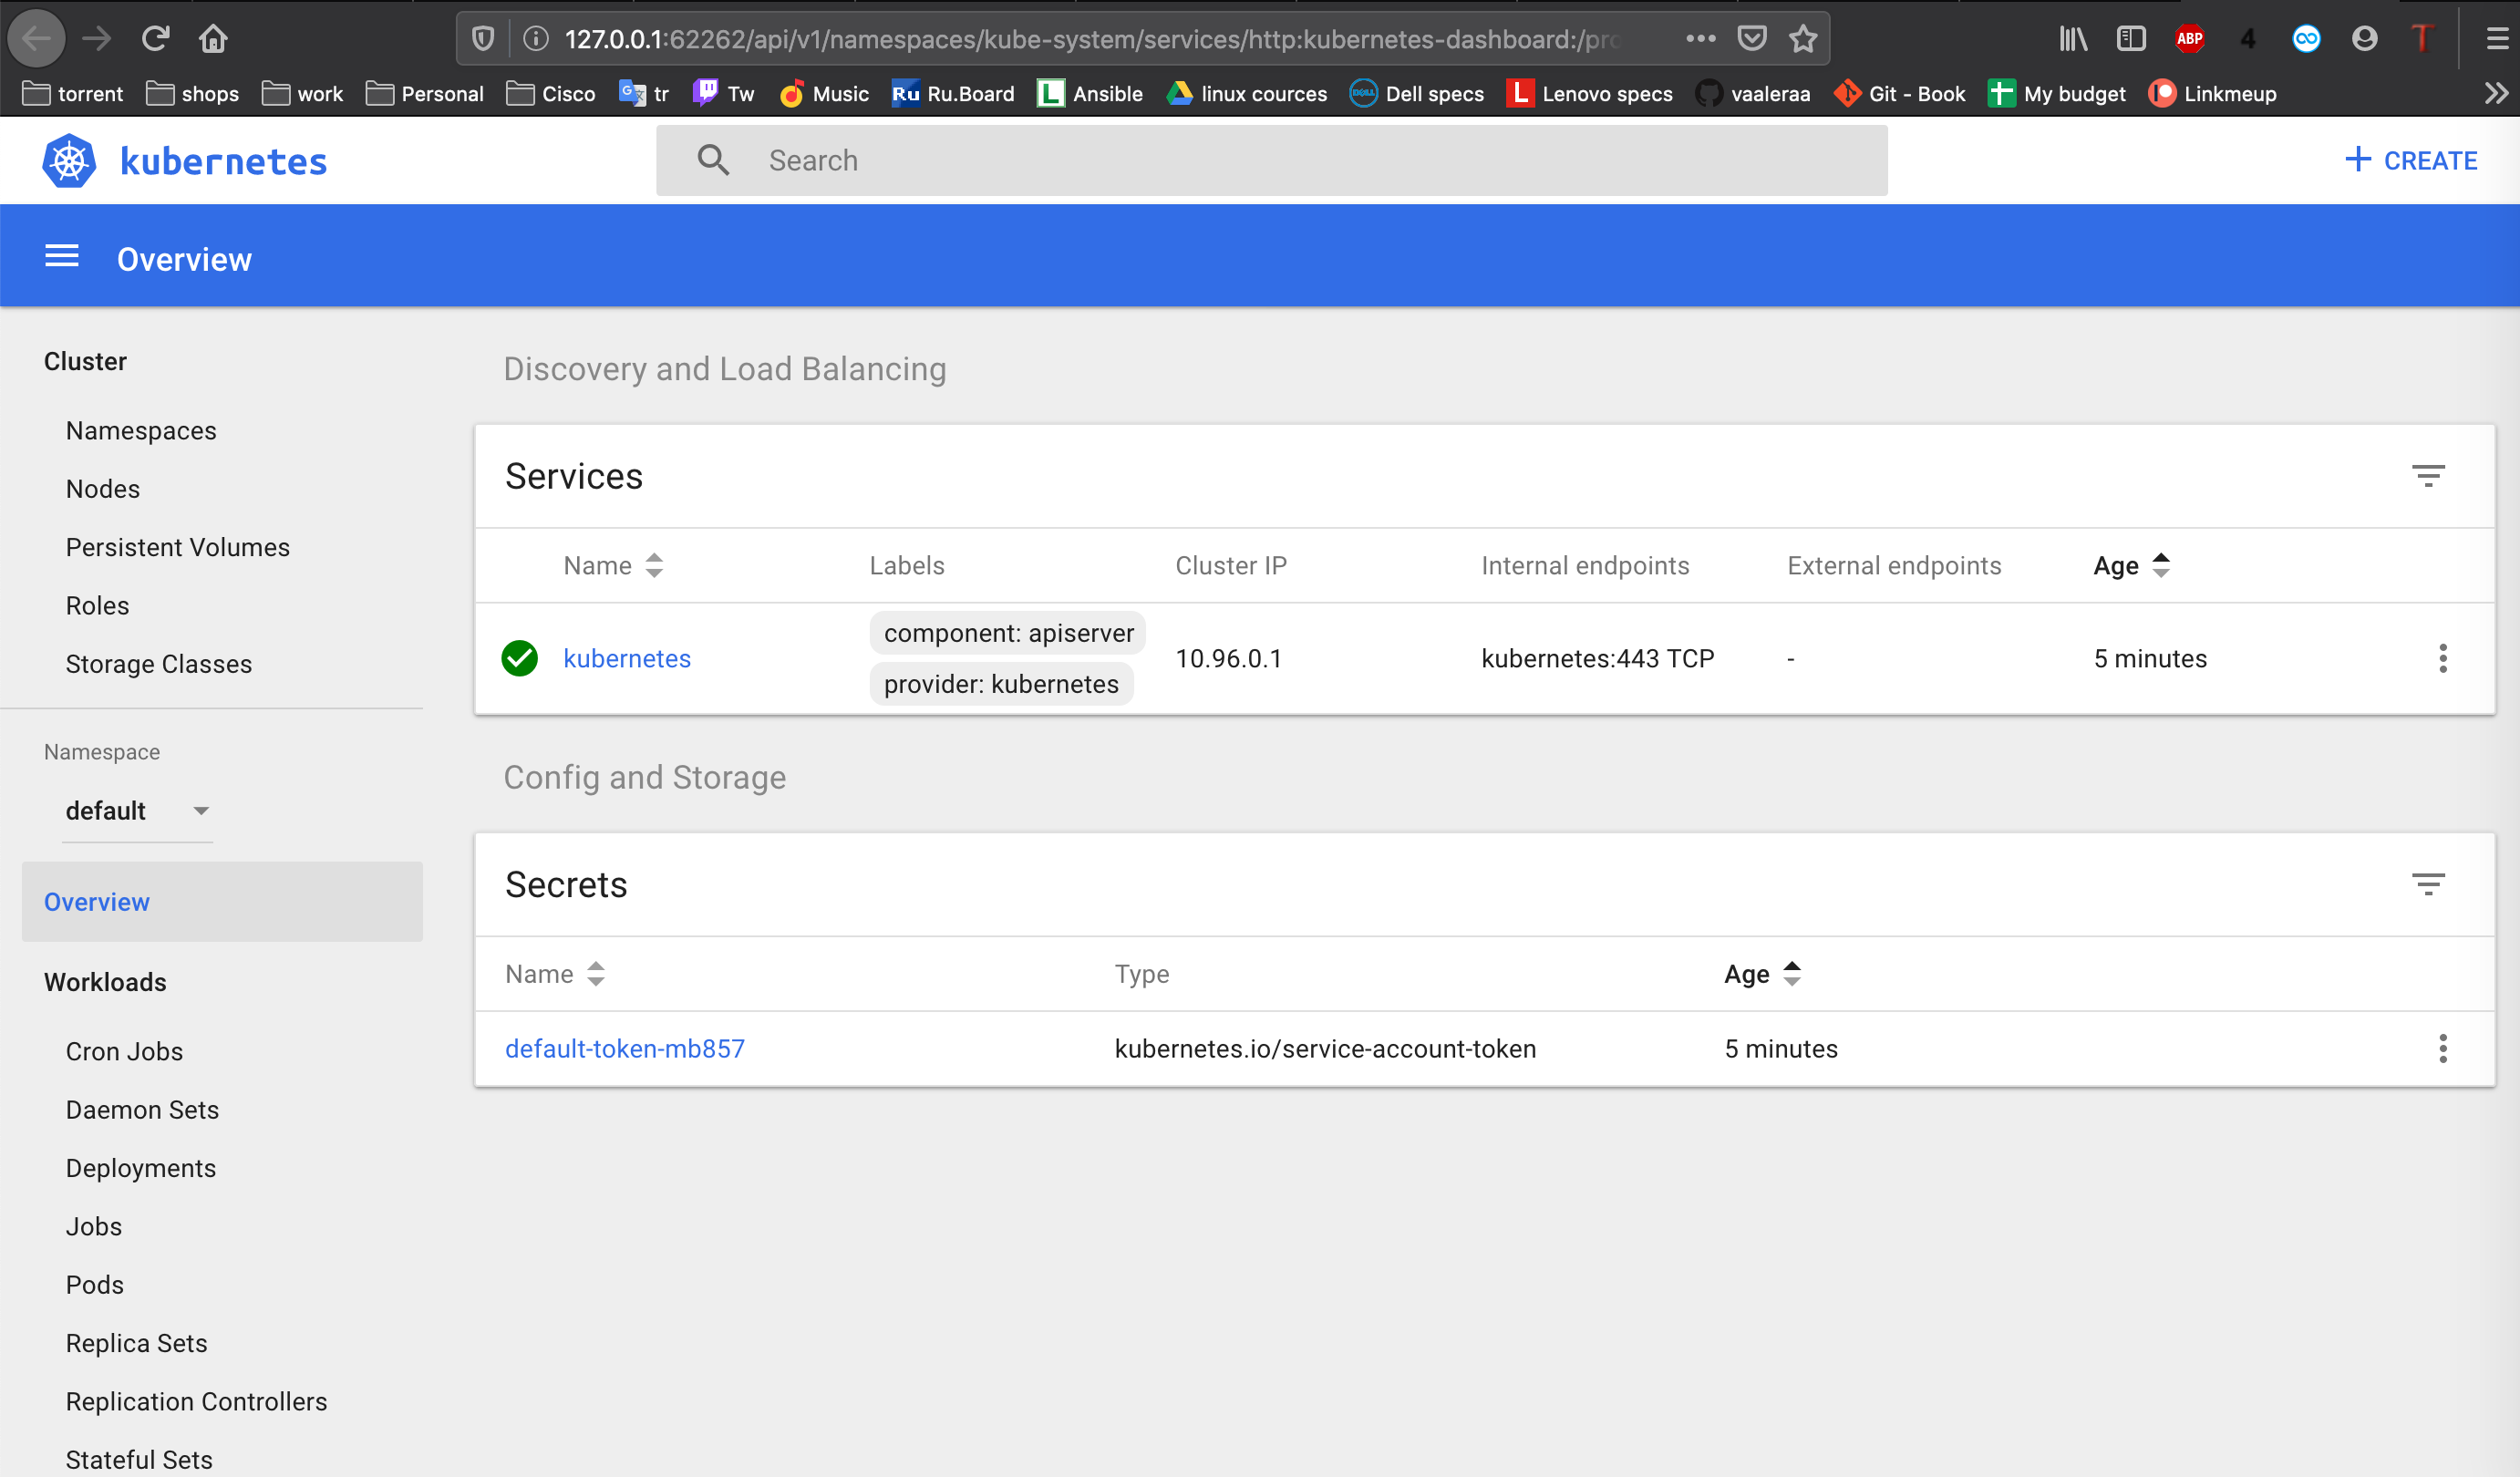 127.0.0.1:62262/api/v1/namespaces/kube-system/services/http:kubernetes-dashboard:/pro
ABP 4 T
torrent shops work Personal Cisco tr Tw Music Ru Ru.Board L Ansible linux cources DELL Dell specs L Lenovo specs vaaleraa Git - Book My budget Linkmeup
kubernetes
Search
CREATE
Overview
Cluster
Namespaces
Nodes
Persistent Volumes
Roles
Storage Classes
Namespace
default
Overview
Workloads
Cron Jobs
Daemon Sets
Deployments
Jobs
Pods
Replica Sets
Replication Controllers
Stateful Sets
Discovery and Load Balancing
Services
Name Labels Cluster IP Internal endpoints External endpoints Age
kubernetes component: apiserver provider: kubernetes 10.96.0.1 kubernetes:443 TCP - 5 minutes
Config and Storage
Secrets
Name Type Age
default-token-mb857 kubernetes.io/service-account-token 5 minutes